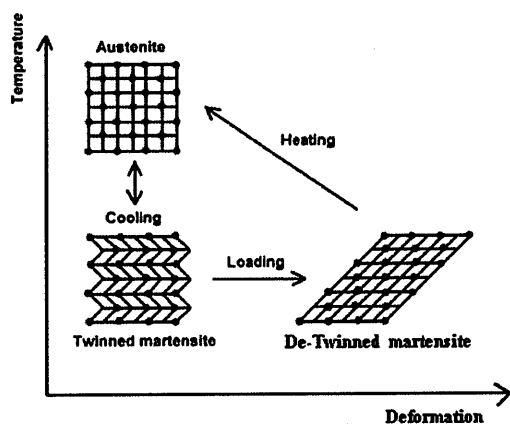 Temperature
Austenite
Heating
Cooling
Loading
Twinned martensite
De-Twinned martensite
Deformation